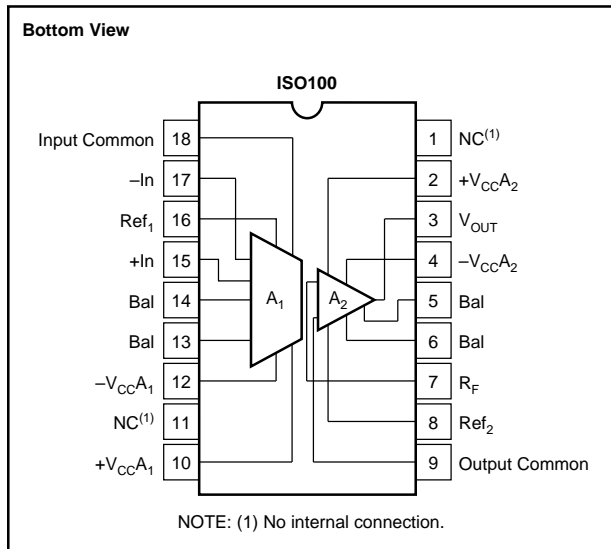 Bottom View
ISO100
Input Common 18 1 NC(1)
–In 17 2 +VCCA2
Ref1 16 3 VOUT
+In 15 4 –VCCA2
Bal 14 A1 A2 5 Bal
Bal 13 6 Bal
–VCCA1 12 7 RF
NC(1) 11 8 Ref2
+VCCA1 10 9 Output Common
NOTE: (1) No internal connection.